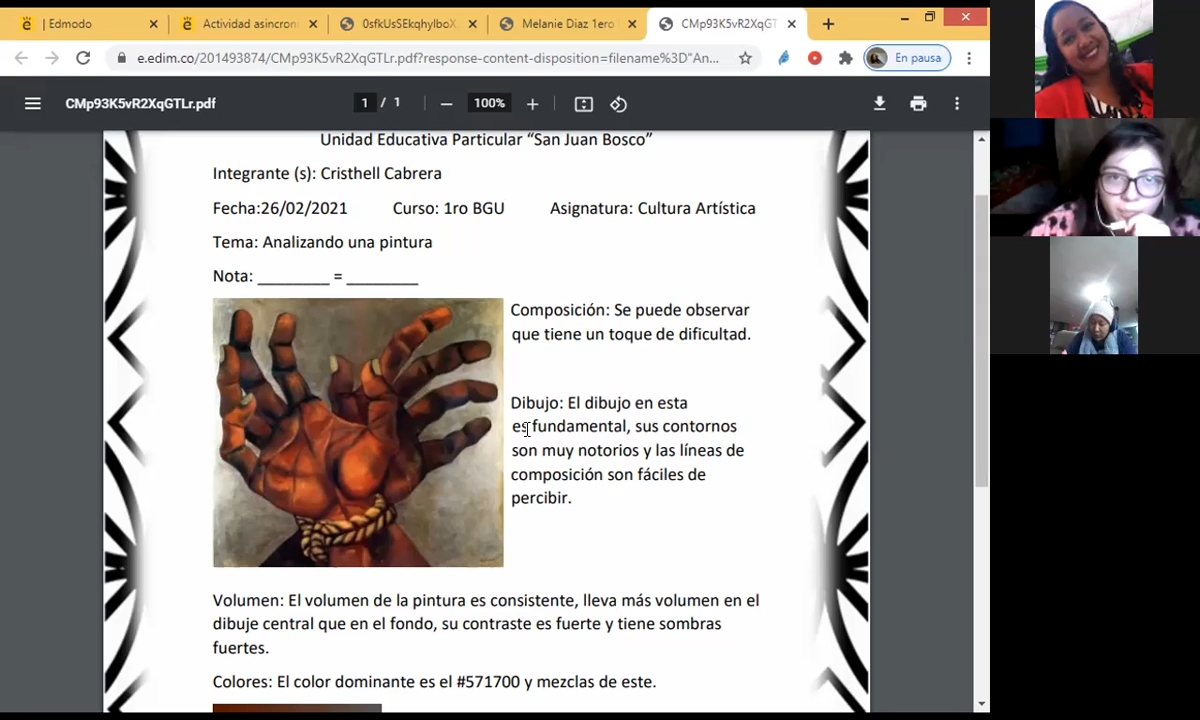 Edmodo
Actividad asincron
0sfkUsSEkqhylboX
Melanie Diaz 1ero
CMp93K5vR2XqGT
e.edim.co/201493874/CMp93K5vR2XqGTLr.pdf?response-content-disposition=filename%3D"An...
En pausa
CMp93K5vR2XqGTLr.pdf
1 / 1
100%
Unidad Educativa Particular “San Juan Bosco”
Integrante (s): Cristhell Cabrera
Fecha:26/02/2021 Curso: 1ro BGU Asignatura: Cultura Artística
Tema: Analizando una pintura
Nota: ________ = ________
Composición: Se puede observar
que tiene un toque de dificultad.
Dibujo: El dibujo en esta
es fundamental, sus contornos
son muy notorios y las líneas de
composición son fáciles de
percibir.
Volumen: El volumen de la pintura es consistente, lleva más volumen en el
dibuje central que en el fondo, su contraste es fuerte y tiene sombras
fuertes.
Colores: El color dominante es el #571700 y mezclas de este.